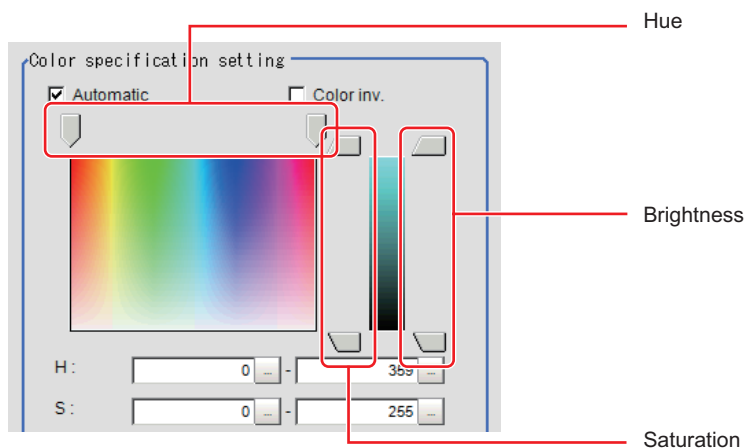 Hue
Color specification setting
Automatic
Color inv.
Brightness
H: 0 ... - 359 ...
S: 0 ... - 255 ...
Saturation